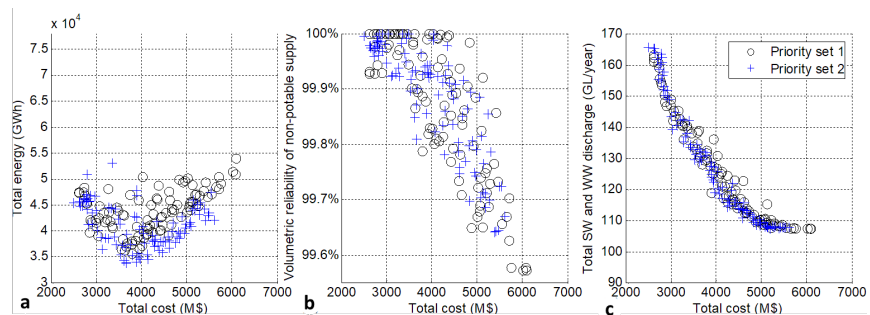 x 10⁴
7.5
7
6.5
6
5.5
5
4.5
4
3.5
3
Total energy (GWh)
2000 3000 4000 5000 6000 7000
Total cost (M$)
a
100%
99.9%
99.8%
99.7%
99.6%
Volumetric reliability of non-potable supply
2000 3000 4000 5000 6000 7000
Total cost (M$)
b
170
160
150
140
130
120
110
100
90
Total SW and WW discharge (GL/year)
Priority set 1
Priority set 2
2000 3000 4000 5000 6000 7000
Total cost (M$)
c